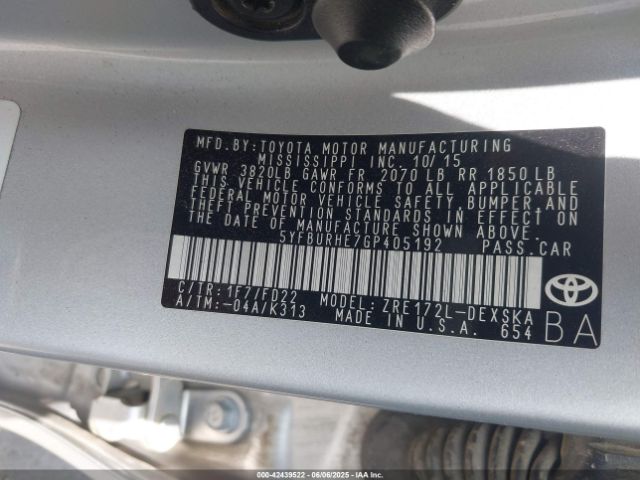 MFD.BY:TOYOTA MOTOR MANUFACTURING
MISSISSIPPI INC. 10/15
GVWR 3820LB GAWR FR 2070 LB RR 1850 LB
THIS VEHICLE CONFORMS TO ALL APPLICABLE
FEDERAL MOTOR VEHICLE SAFETY, BUMPER AND
THEFT PREVENTION STANDARDS IN EFFECT ON
THE DATE OF MANUFACTURE SHOWN ABOVE.
5YFBURHE7GP405192 PASS.CAR
C/TR:1F7/FD22 MODEL:ZRE172L-DEXSKA
A/TM:-04A/K313 MADE IN U.S.A. 654
TOYOTA
BA
000-42439522 - 06/06/2025 - IAAI.COM